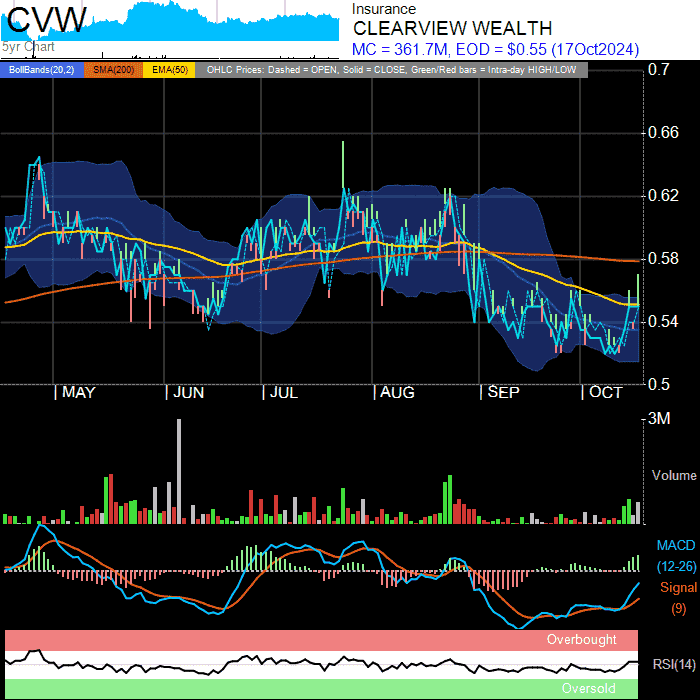 CVW
5yr Chart
Insurance
CLEARVIEW WEALTH
MC = 361.7M, EOD = $0.55 (17Oct2024)
BollBands(20,2) SMA(200) EMA(50) OHLC Prices: Dashed = OPEN, Solid = CLOSE, Green/Red bars = Intra-day HIGH/LOW
0.7
0.66
0.62
0.58
0.54
0.5
MAY JUN JUL AUG SEP OCT
3M
Volume
MACD
(12-26)
Signal
(9)
Overbought
RSI(14)
Oversold